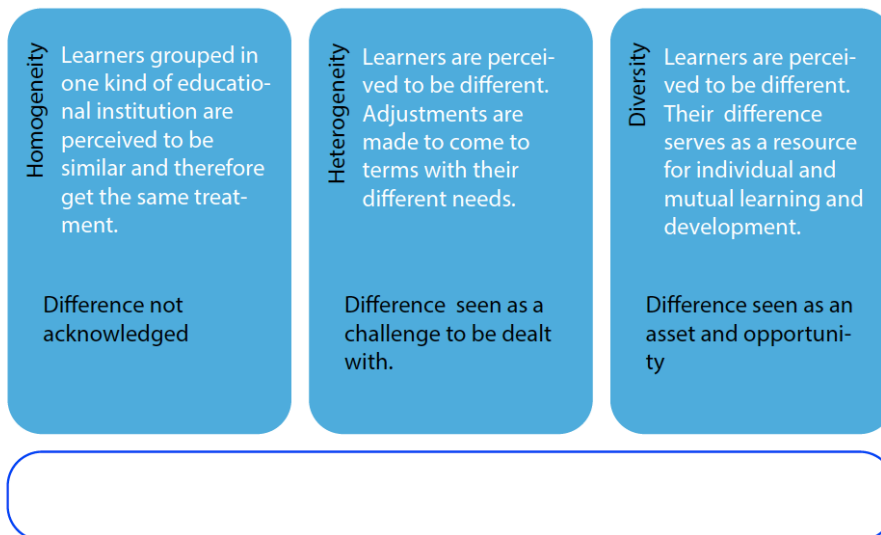 Homogeneity
Learners grouped in
one kind of educatio-
nal institution are
perceived to be
similar and therefore
get the same treat-
ment.
Difference not
acknowledged
Heterogeneity
Learners are percei-
ved to be different.
Adjustments are
made to come to
terms with their
different needs.
Difference  seen as a
challenge to be dealt
with.
Diversity
Learners are percei-
ved to be different.
Their  difference
serves as a resource
for individual and
mutual learning and
development.
Difference seen as an
asset and opportuni-
ty